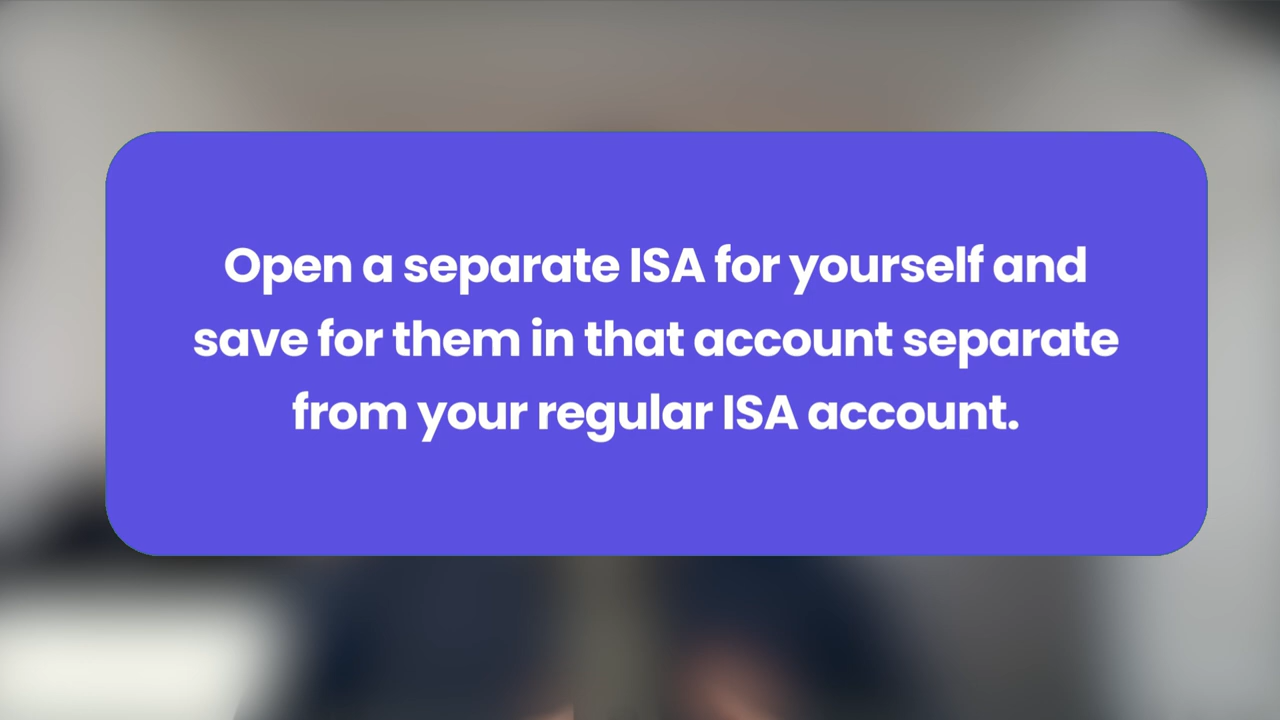 Open a separate ISA for yourself and
save for them in that account separate
from your regular ISA account.